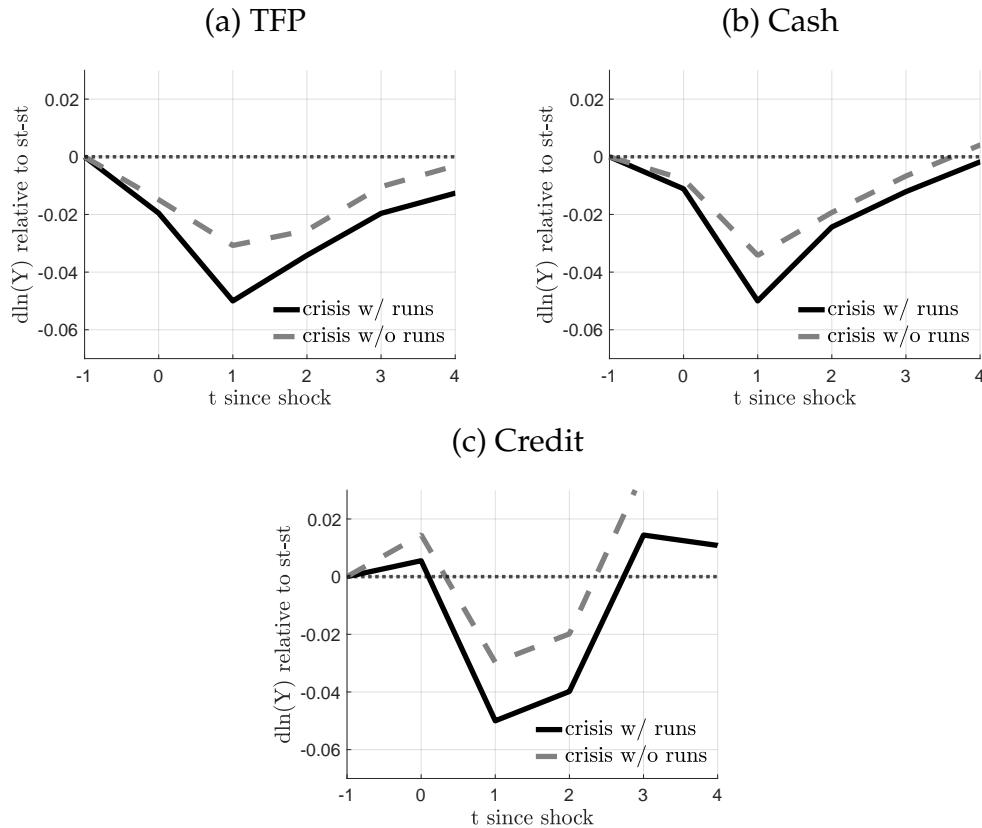 (a) TFP
dln(Y) relative to st-st
0.02
0
-0.02
-0.04
-0.06
crisis w/ runs
crisis w/o runs
-1 0 1 2 3 4
t since shock
(b) Cash
dln(Y) relative to st-st
0.02
0
-0.02
-0.04
-0.06
crisis w/ runs
crisis w/o runs
-1 0 1 2 3 4
t since shock
(c) Credit
dln(Y) relative to st-st
0.02
0
-0.02
-0.04
-0.06
crisis w/ runs
crisis w/o runs
-1 0 1 2 3 4
t since shock